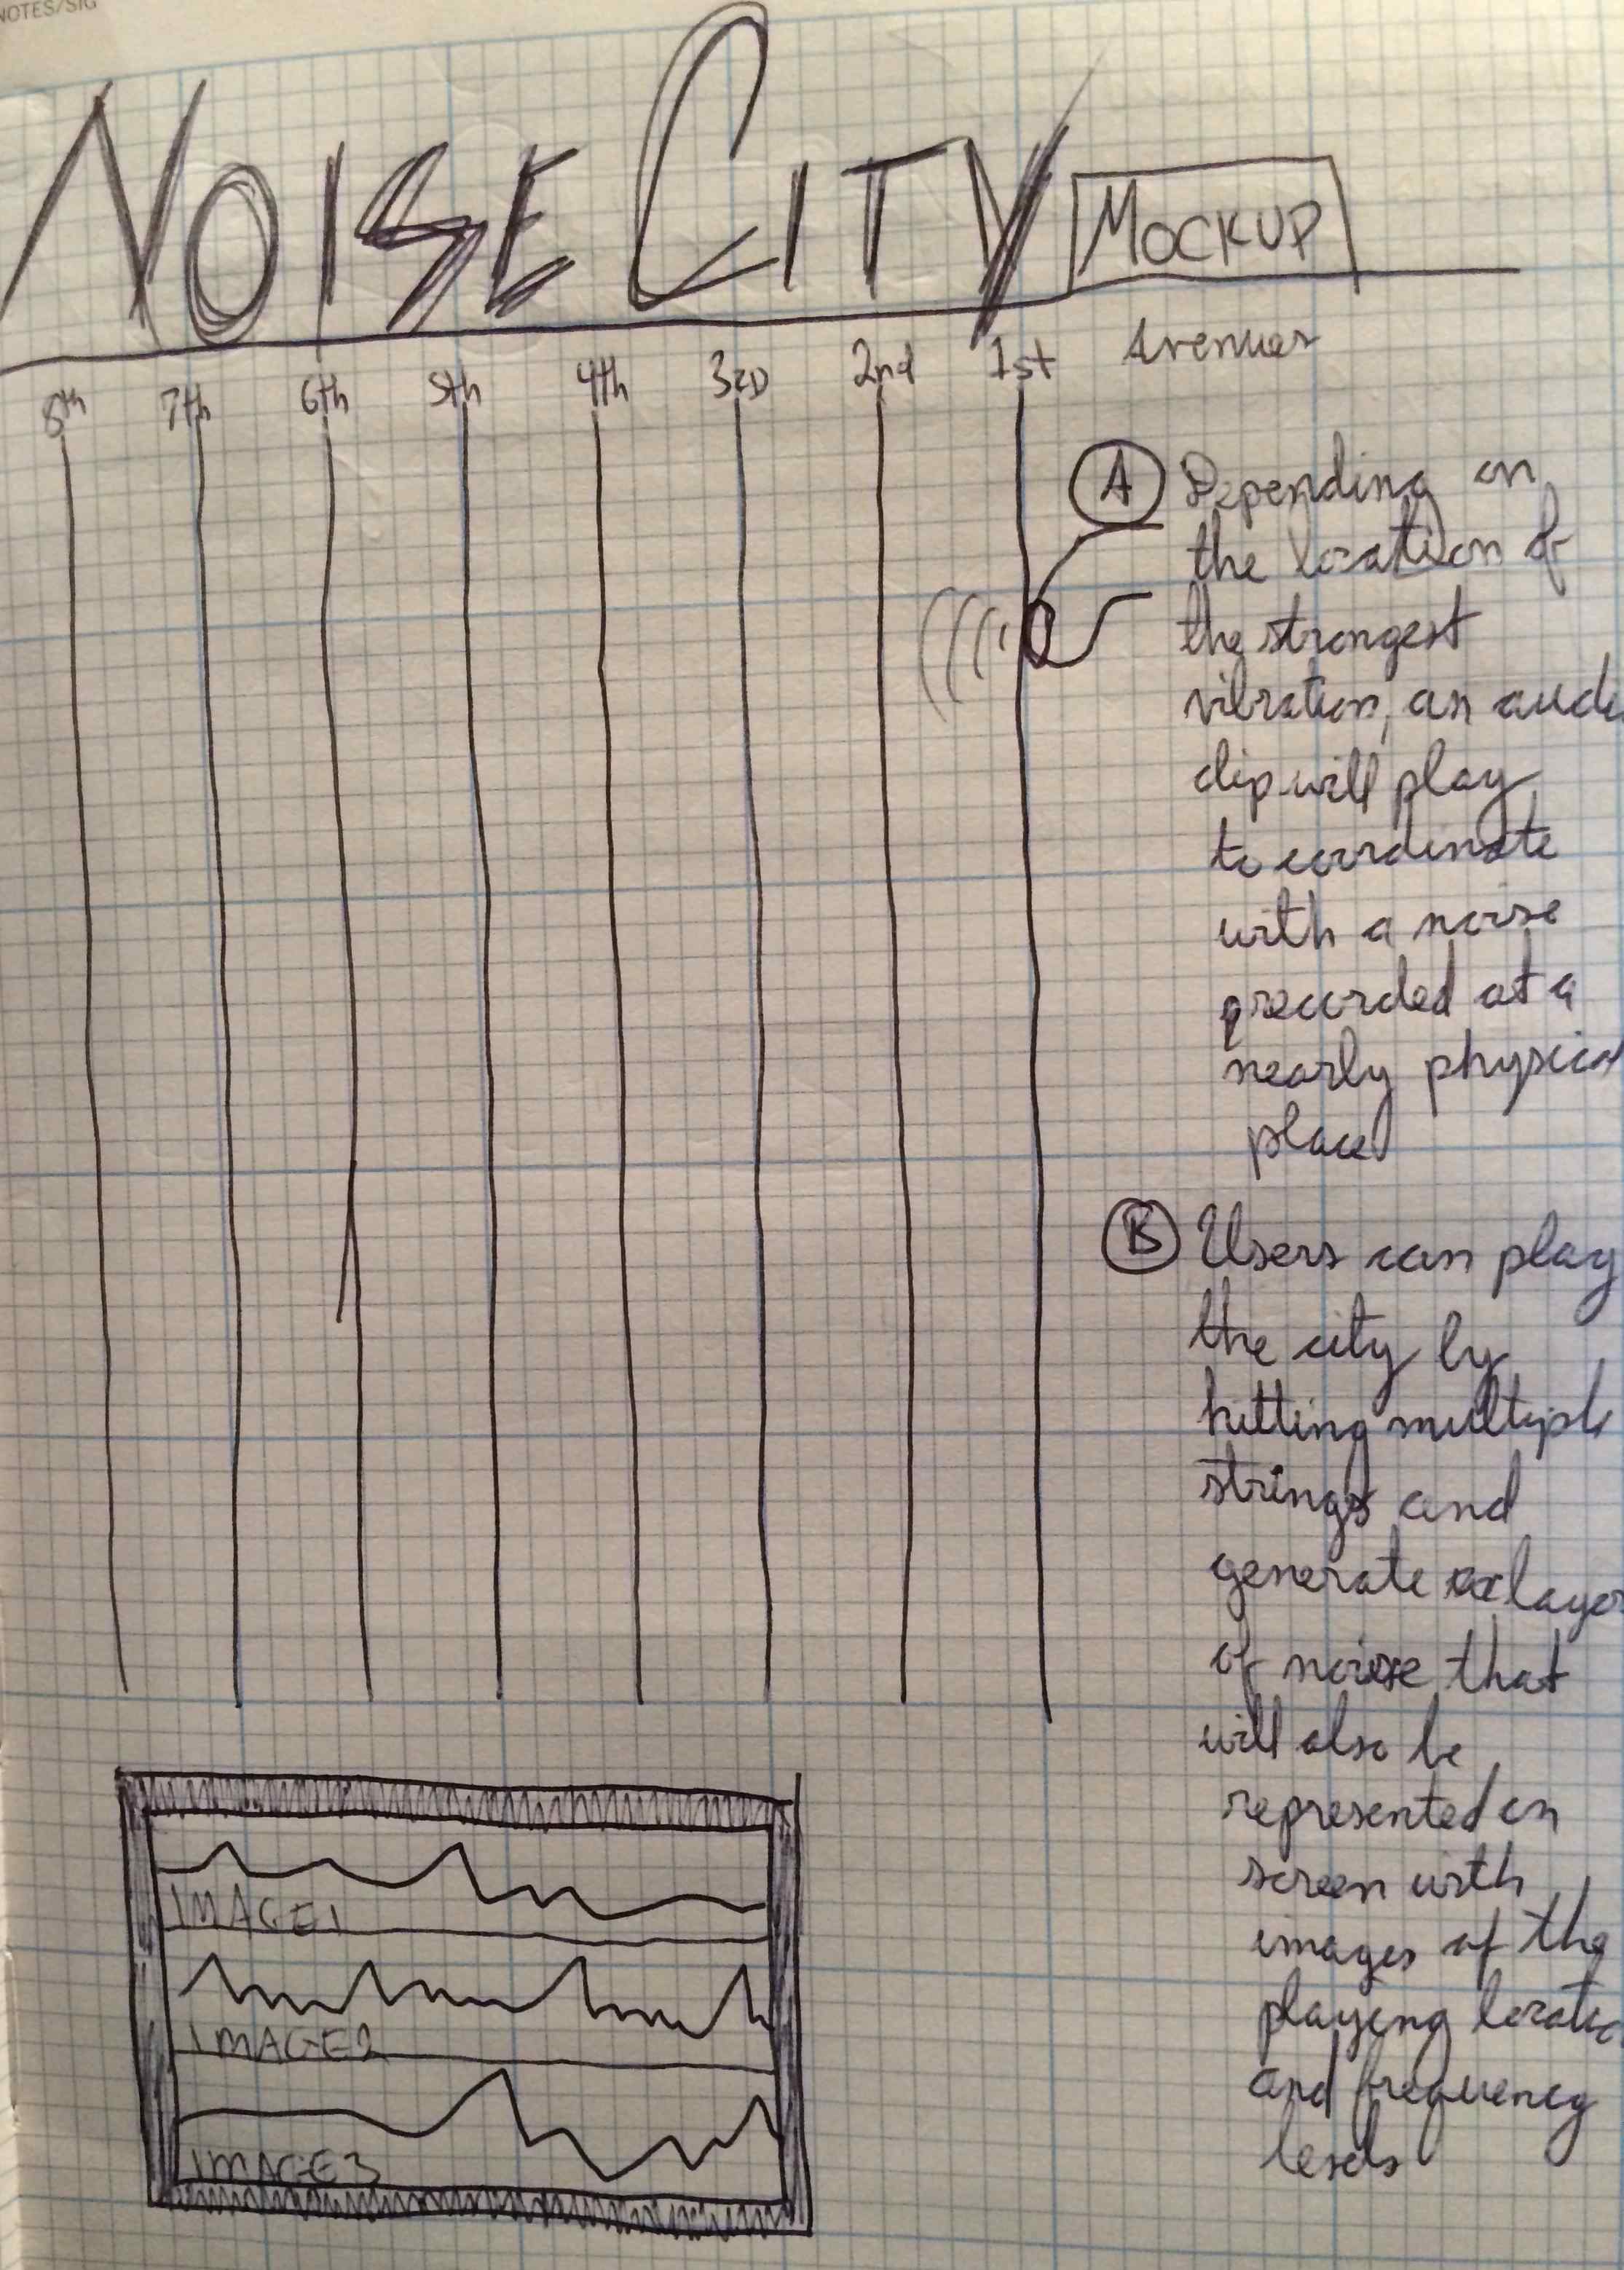 NOTES/SIG
NOISE CITY MOCKUP
8th 7th 6th 5th 4th 3RD 2nd 1st Avenues
A Depending on
the location of
the strongest
vibration, an audi
clip will play
to coordinate
with a noise
precorded at a
nearly physical
place
B Users can play
the city by
hitting multiple
strings and
generate a layer
of noise that
will also be
represented on
screen with
images of the
playing locatio
and frequency
levels
IMAGE1
IMAGE2
IMAGE3